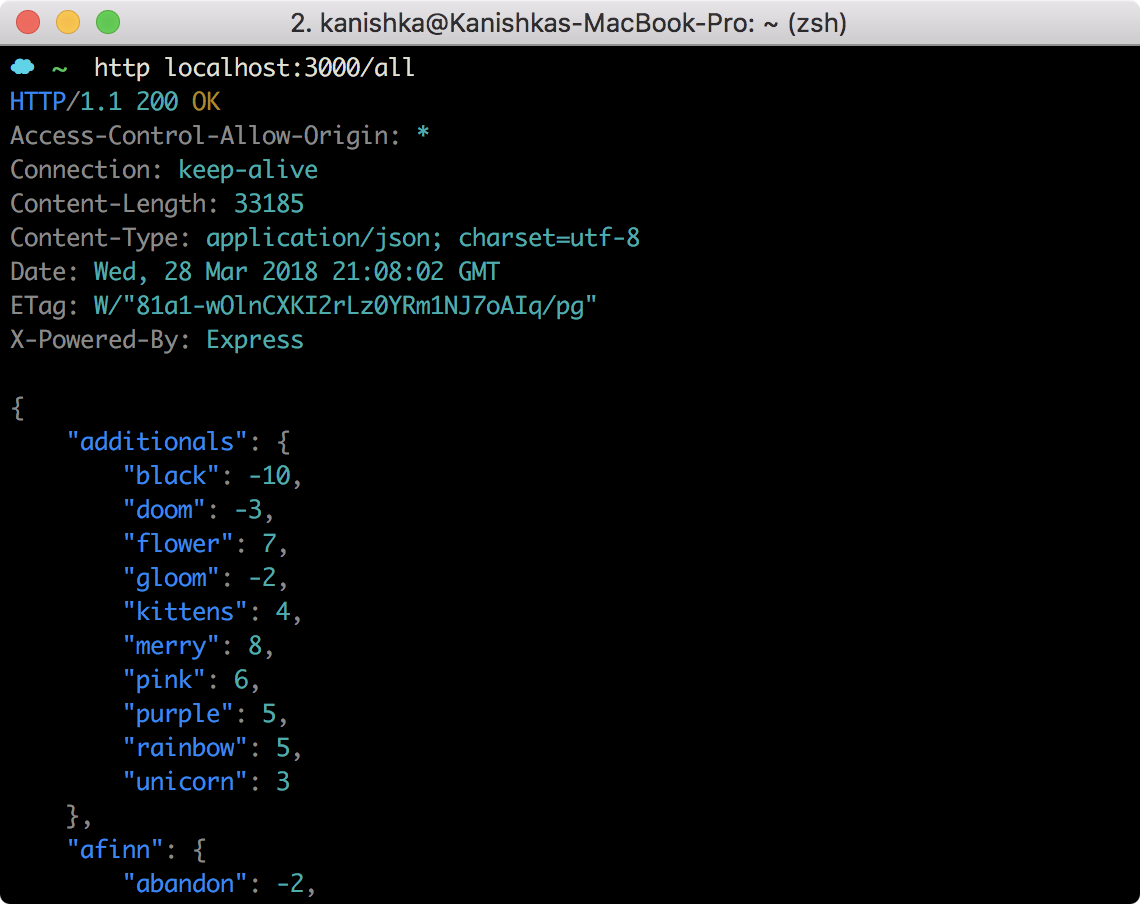 2. kanishka@Kanishkas-MacBook-Pro: ~ (zsh)
~ http localhost:3000/all
HTTP/1.1 200 OK
Access-Control-Allow-Origin: *
Connection: keep-alive
Content-Length: 33185
Content-Type: application/json; charset=utf-8
Date: Wed, 28 Mar 2018 21:08:02 GMT
ETag: W/"81a1-wOlnCXKI2rLz0YRm1NJ7oAIq/pg"
X-Powered-By: Express
{
    "additionals": {
        "black": -10,
        "doom": -3,
        "flower": 7,
        "gloom": -2,
        "kittens": 4,
        "merry": 8,
        "pink": 6,
        "purple": 5,
        "rainbow": 5,
        "unicorn": 3
    },
    "afinn": {
        "abandon": -2,